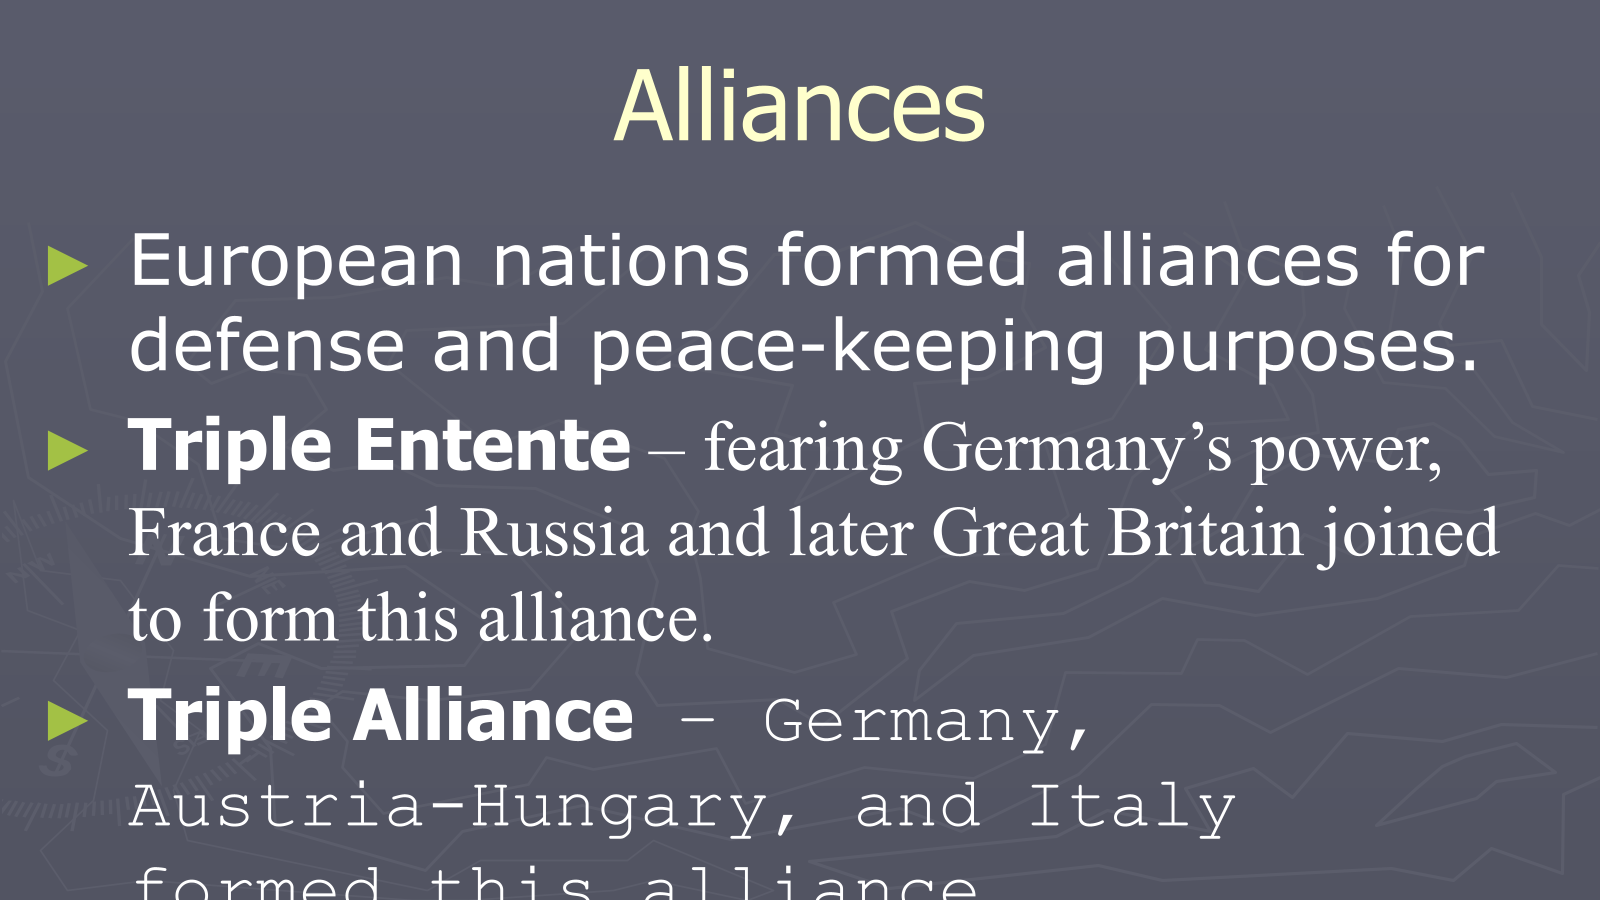 Alliances
► European nations formed alliances for
defense and peace-keeping purposes.
► Triple Entente – fearing Germany’s power,
France and Russia and later Great Britain joined
to form this alliance.
► Triple Alliance – Germany,
Austria-Hungary, and Italy
formed this alliance
NW
N
NE
E
S